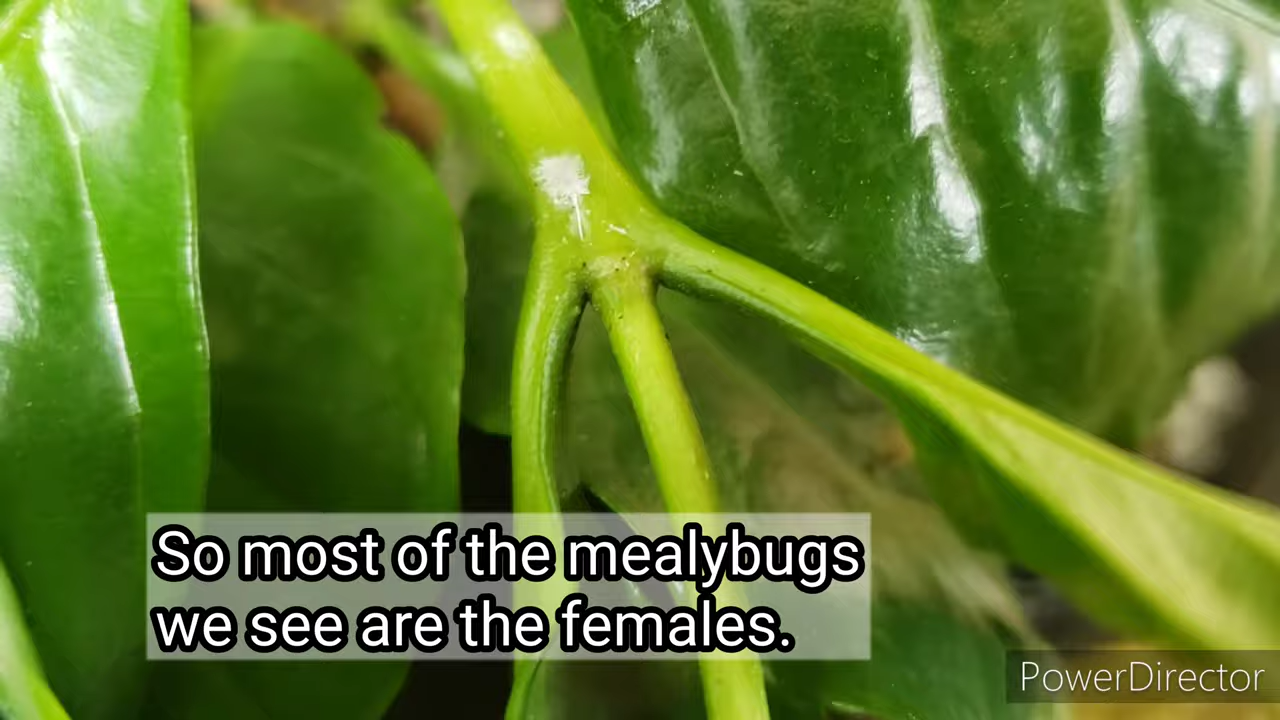 So most of the mealybugs
we see are the females.
PowerDirector